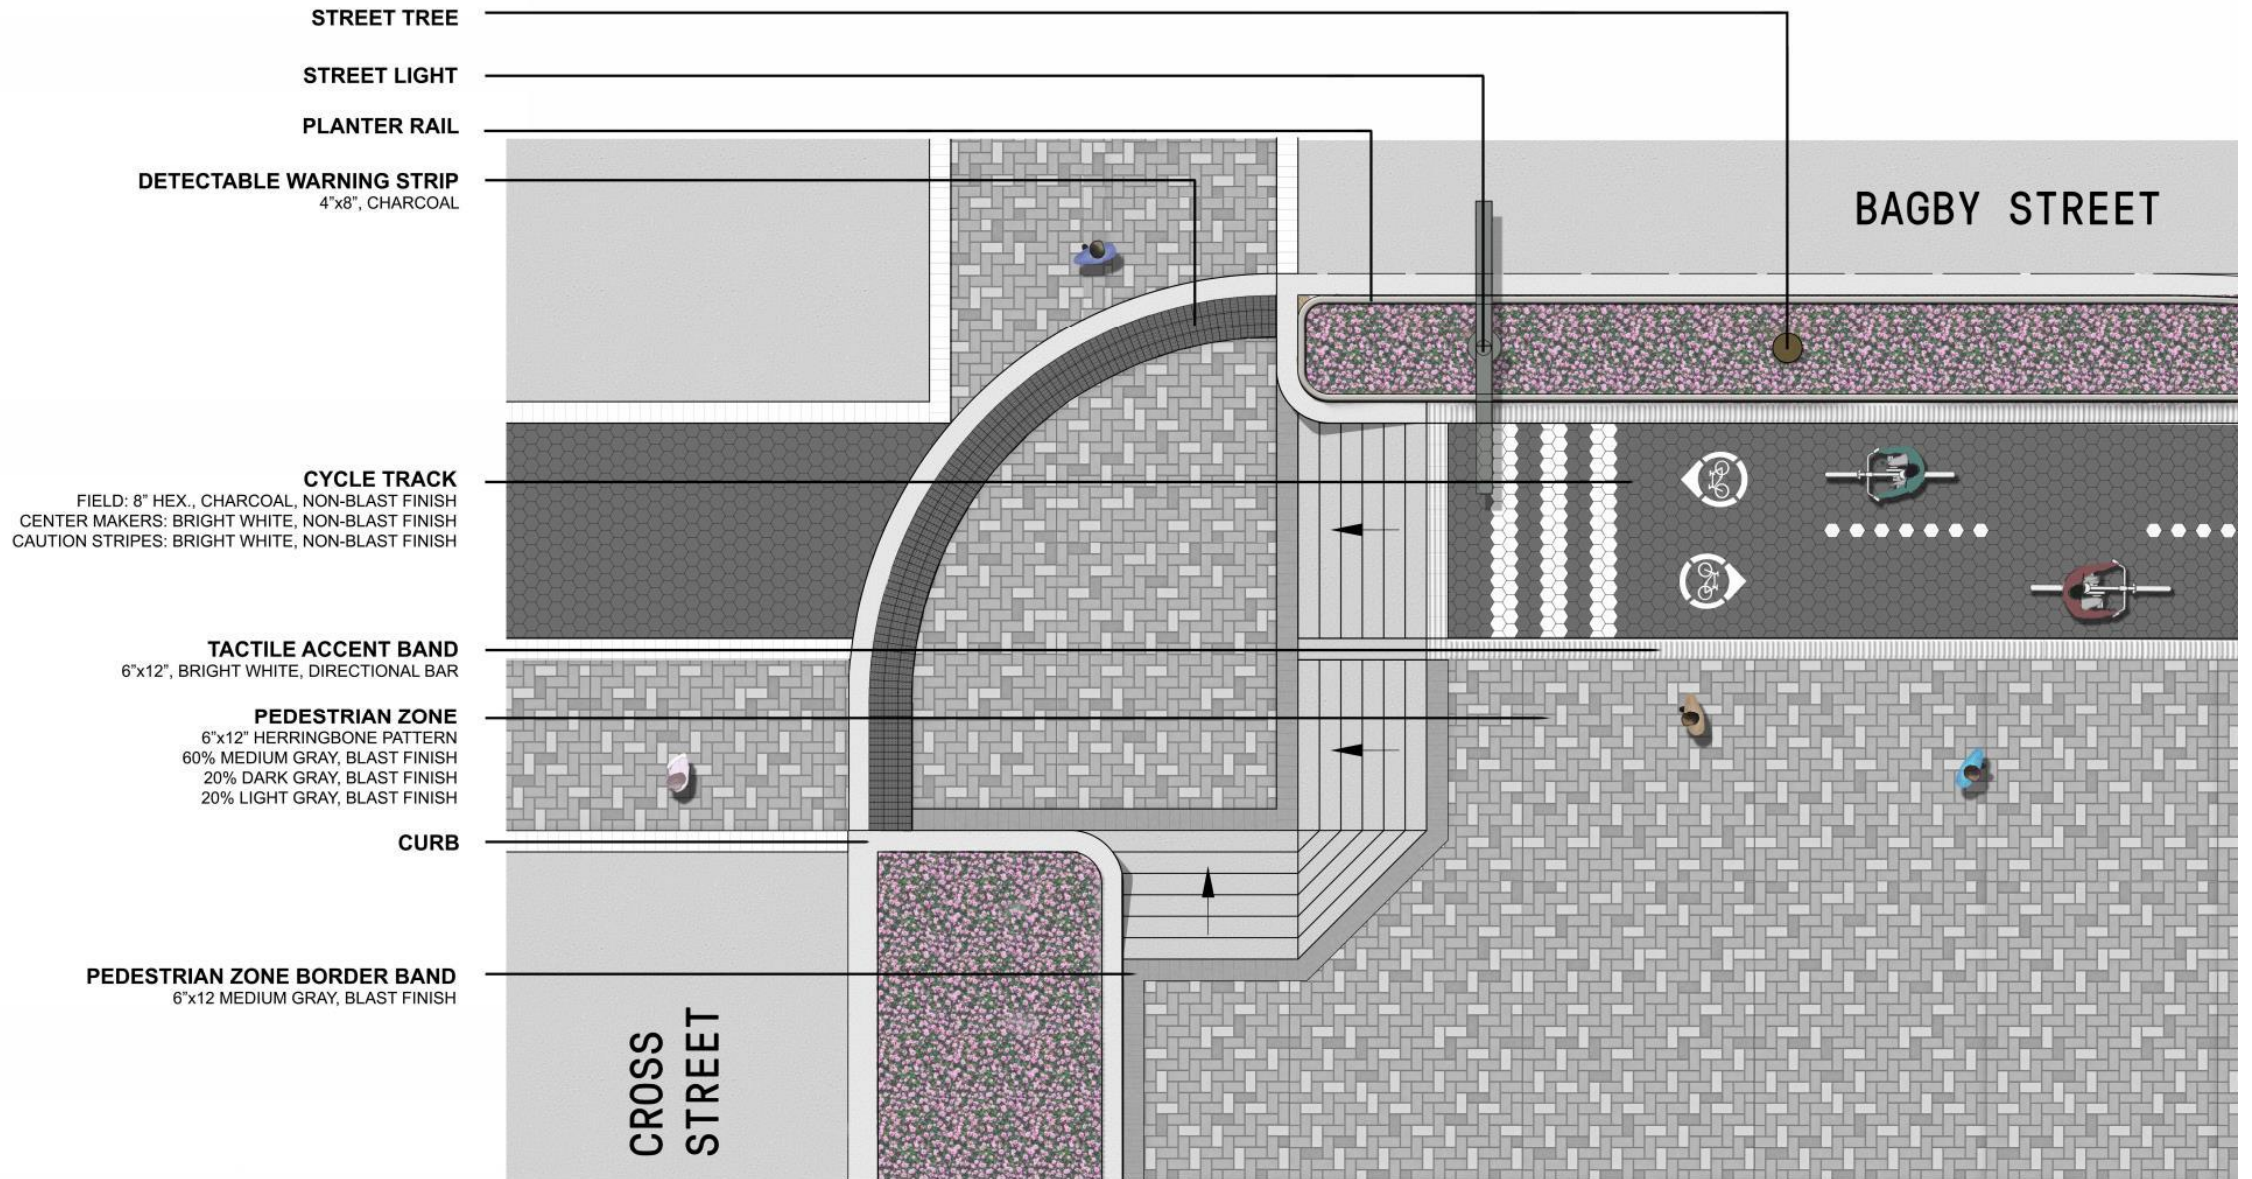 STREET TREE
STREET LIGHT
PLANTER RAIL
DETECTABLE WARNING STRIP
4”x8”, CHARCOAL
BAGBY STREET
CYCLE TRACK
FIELD: 8” HEX., CHARCOAL, NON-BLAST FINISH
CENTER MAKERS: BRIGHT WHITE, NON-BLAST FINISH
CAUTION STRIPES: BRIGHT WHITE, NON-BLAST FINISH
TACTILE ACCENT BAND
6”x12”, BRIGHT WHITE, DIRECTIONAL BAR
PEDESTRIAN ZONE
6”x12” HERRINGBONE PATTERN
60% MEDIUM GRAY, BLAST FINISH
20% DARK GRAY, BLAST FINISH
20% LIGHT GRAY, BLAST FINISH
CURB
PEDESTRIAN ZONE BORDER BAND
6”x12 MEDIUM GRAY, BLAST FINISH
CROSS
STREET